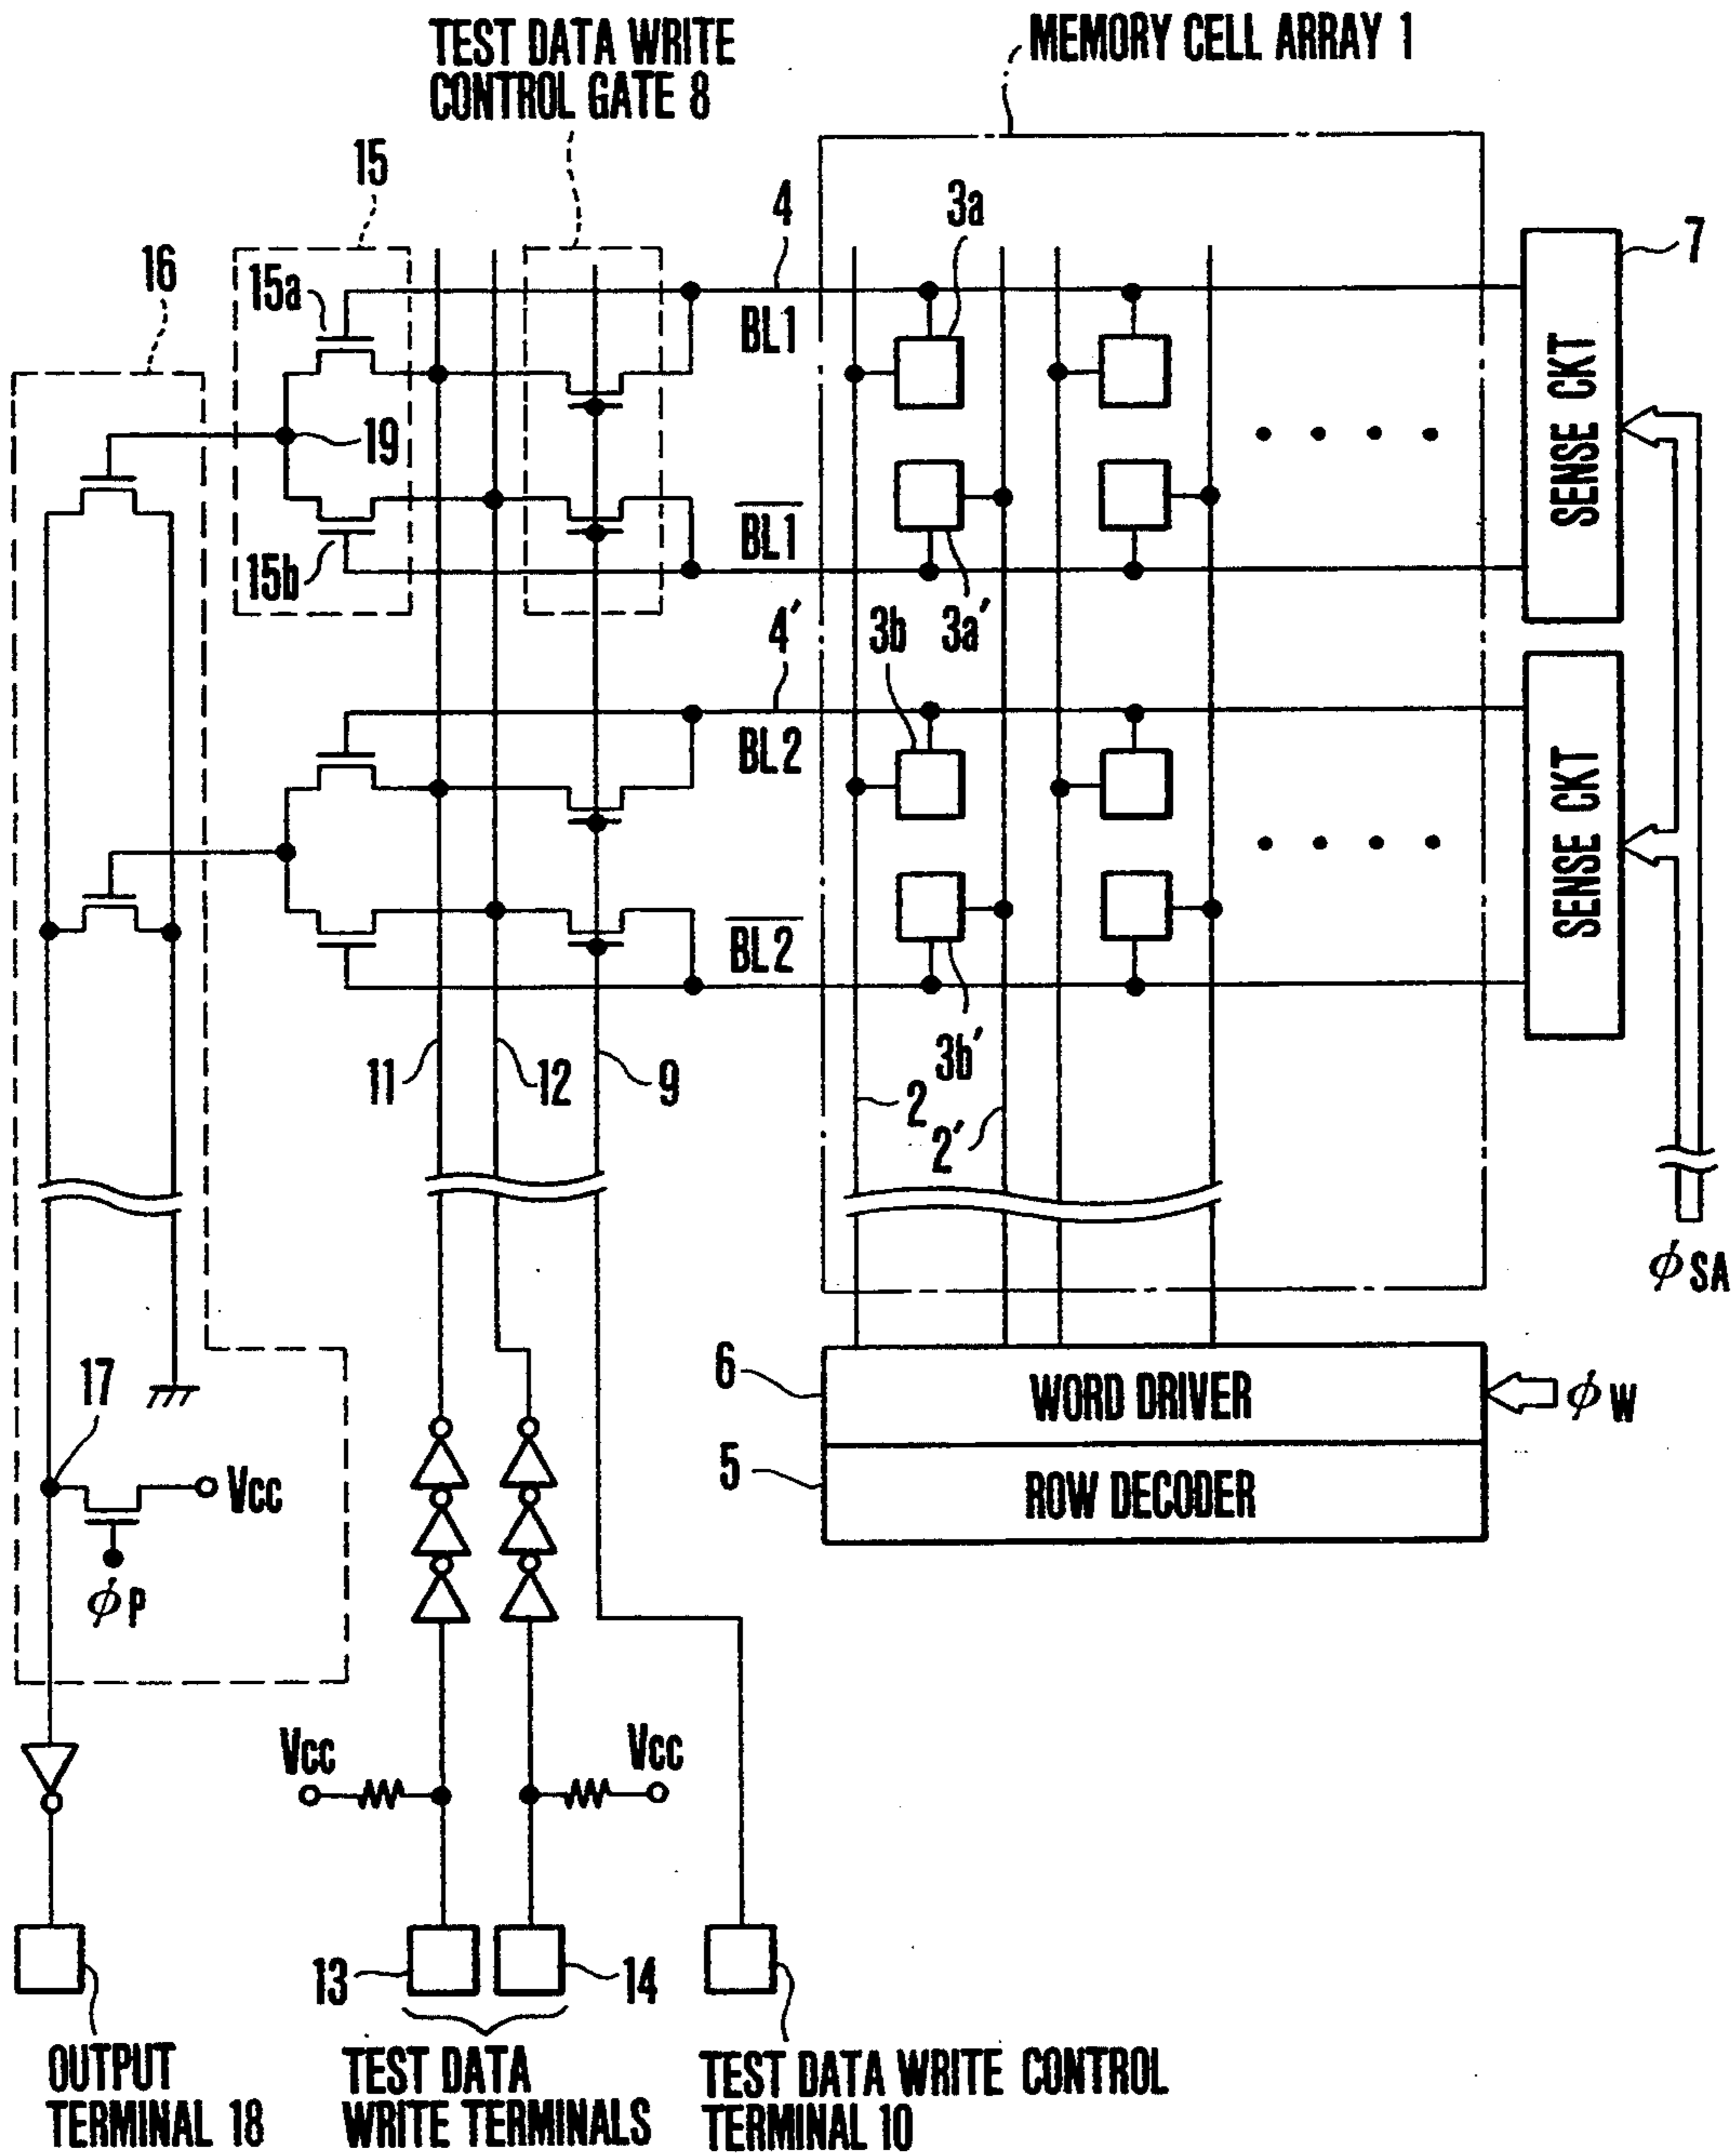 TEST DATA WRITE
CONTROL GATE 8
MEMORY CELL ARRAY 1
15
4
3a
7
16
15a
BL1
SENSE CKT
19
15b
B̅L̅1̅
4′
3b
3a′
BL2
SENSE CKT
B̅L̅2̅
3b′
11
12
9
2
2′
ϕSA
17
6
WORD DRIVER
ϕW
5
ROW DECODER
Vcc
ϕP
Vcc
Vcc
13
14
OUTPUT
TERMINAL 18
TEST DATA
WRITE TERMINALS
TEST DATA WRITE CONTROL
TERMINAL 10